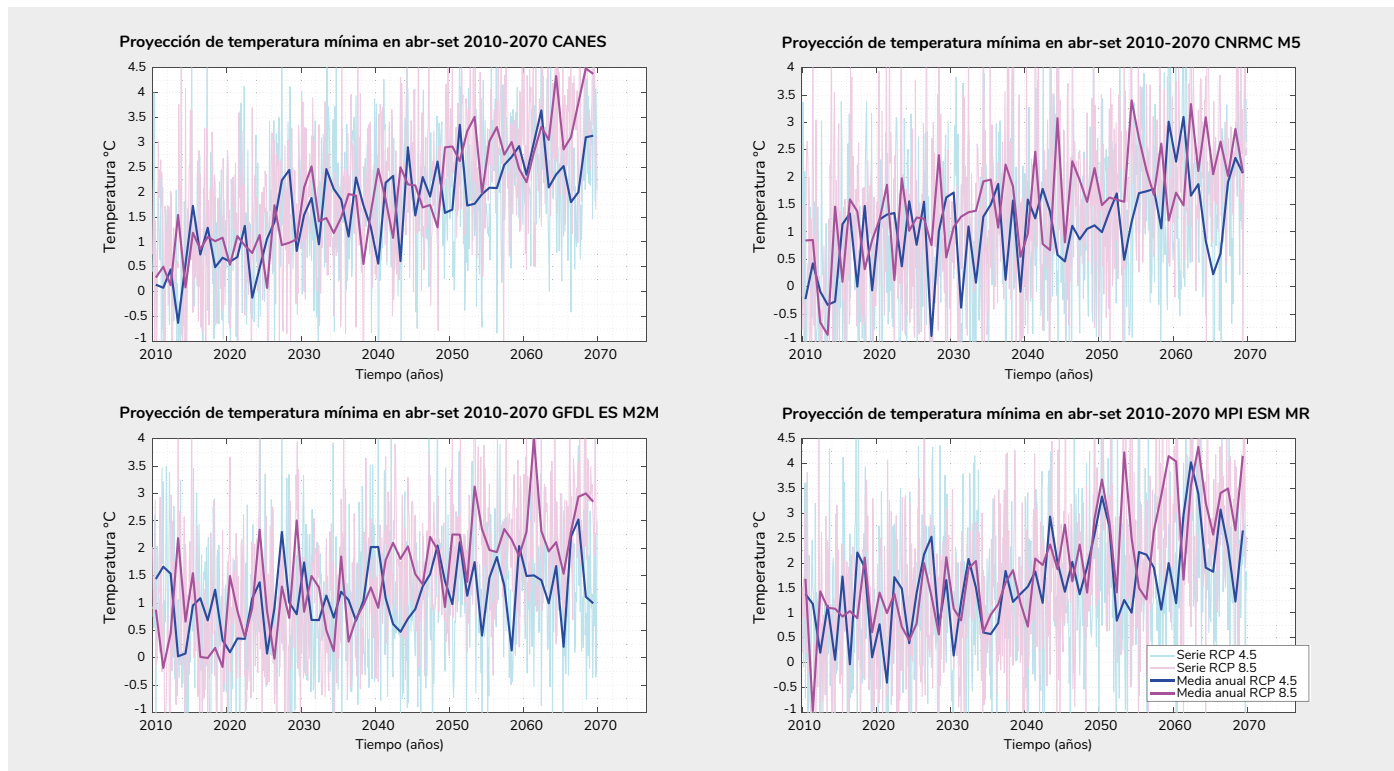 Proyección de temperatura mínima en abr-set 2010-2070 CANES
4.5
4
3.5
3
2.5
2
1.5
1
0.5
0
-0.5
-1
Temperatura °C
2010 2020 2030 2040 2050 2060 2070
Tiempo (años)
Proyección de temperatura mínima en abr-set 2010-2070 CNRMC M5
4
3.5
3
2.5
2
1.5
1
0.5
0
-0.5
-1
Temperatura °C
2010 2020 2030 2040 2050 2060 2070
Tiempo (años)
Proyección de temperatura mínima en abr-set 2010-2070 GFDL ES M2M
4
3.5
3
2.5
2
1.5
1
0.5
0
-0.5
-1
Temperatura °C
2010 2020 2030 2040 2050 2060 2070
Tiempo (años)
Proyección de temperatura mínima en abr-set 2010-2070 MPI ESM MR
4.5
4
3.5
3
2.5
2
1.5
1
0.5
0
-0.5
-1
Temperatura °C
Serie RCP 4.5
Serie RCP 8.5
Media anual RCP 4.5
Media anual RCP 8.5
2010 2020 2030 2040 2050 2060 2070
Tiempo (años)